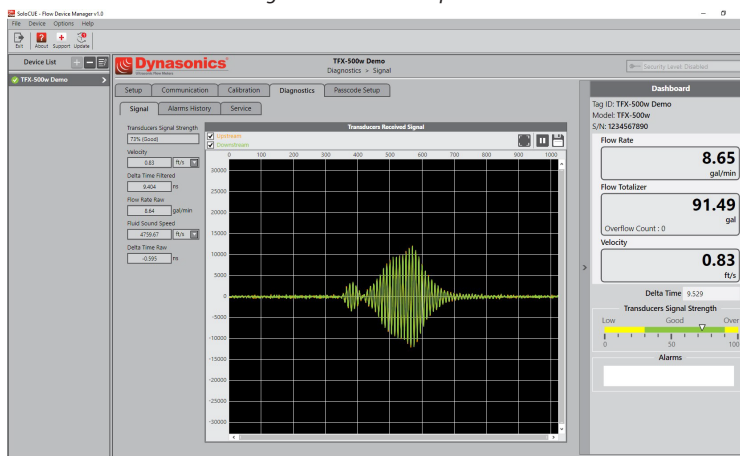 SoloCUE - Flow Device Manager v1.0
File Device Options Help
Exit About Support Update
Device List
TFX-500w Demo
Dynasonics
Ultrasonic Flow Meters
TFX-500w Demo
Diagnostics > Signal
Security Level: Disabled
Setup Communication Calibration Diagnostics Passcode Setup
Signal Alarms History Service
Transducers Signal Strength
73% (Good)
Velocity
0.83 ft/s
Delta Time Filtered
9.404 ns
Flow Rate Raw
8.64 gal/min
Fluid Sound Speed
4759.67 ft/s
Delta Time Raw
-0.595 ns
Transducers Received Signal
Upstream
Downstream
0 100 200 300 400 500 600 700 800 900 1000
30000
25000
20000
15000
10000
5000
0
-5000
-10000
-15000
-20000
-25000
-30000
Dashboard
Tag ID: TFX-500w Demo
Model: TFX-500w
S/N: 1234567890
Flow Rate
8.65
gal/min
Flow Totalizer
91.49
gal
Overflow Count : 0
Velocity
0.83
ft/s
Delta Time 9.529
Transducers Signal Strength
Low Good Over
0 50 100
Alarms